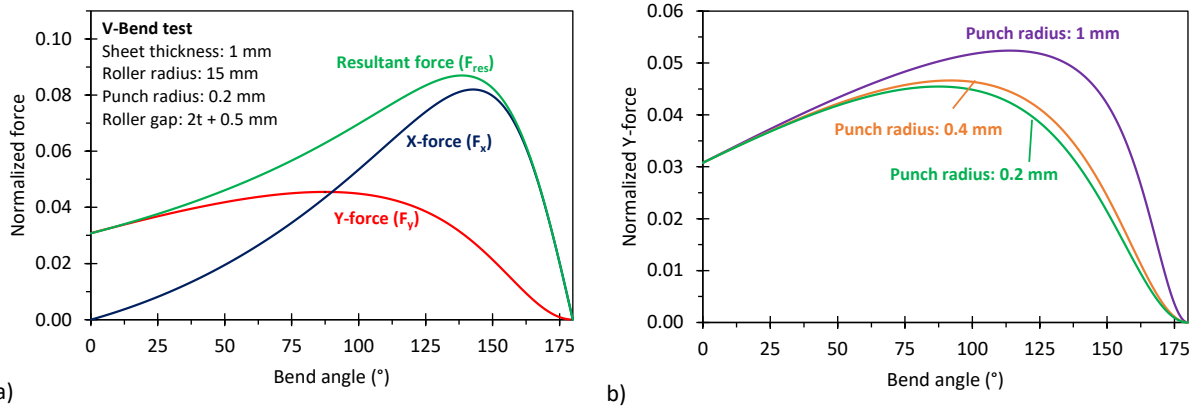 V-Bend test
Sheet thickness: 1 mm
Roller radius: 15 mm
Punch radius: 0.2 mm
Roller gap: 2t + 0.5 mm
Resultant force (Fres)
X-force (Fx)
Y-force (Fy)
Normalized force
0.10
0.08
0.06
0.04
0.02
0.00
0
25
50
75
100
125
150
175
Bend angle (°)
a)
Punch radius: 1 mm
Punch radius: 0.4 mm
Punch radius: 0.2 mm
Normalized Y-force
0.06
0.05
0.04
0.03
0.02
0.01
0.00
0
25
50
75
100
125
150
175
Bend angle (°)
b)